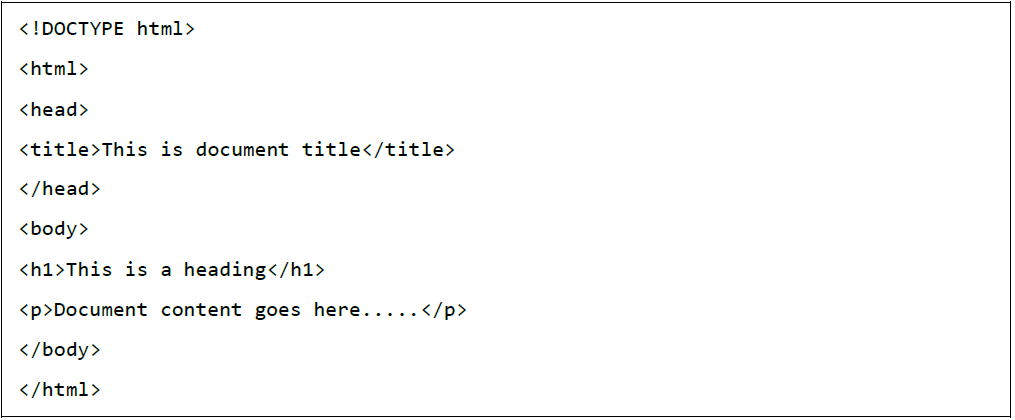 <!DOCTYPE html>
<html>
<head>
<title>This is document title</title>
</head>
<body>
<h1>This is a heading</h1>
<p>Document content goes here.....</p>
</body>
</html>